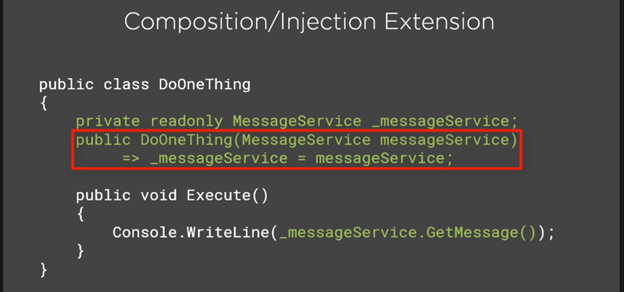 Composition/Injection Extension
public class DoOneThing
{
private readonly MessageService _messageService;
public DoOneThing(MessageService messageService)
=> _messageService = messageService;
public void Execute()
{
Console.WriteLine(_messageService.GetMessage());
}
}